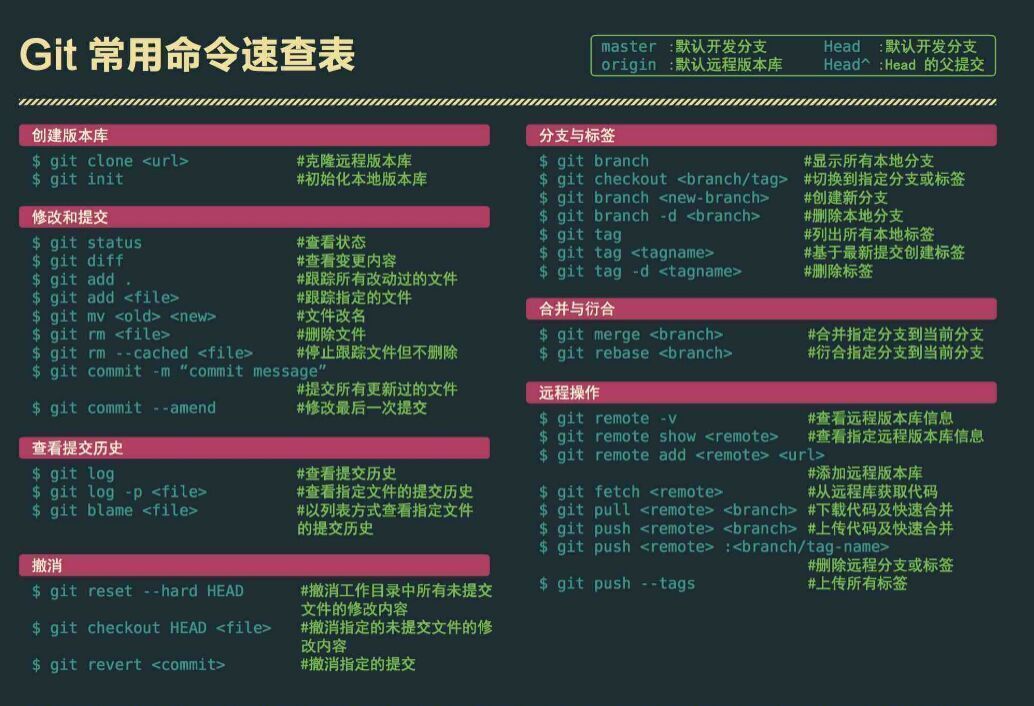 Git 常用命令速查表
master :默认开发分支 Head :默认开发分支
origin :默认远程版本库 Head^ :Head 的父提交
创建版本库
$ git clone <url> #克隆远程版本库
$ git init #初始化本地版本库
修改和提交
$ git status #查看状态
$ git diff #查看变更内容
$ git add . #跟踪所有改动过的文件
$ git add <file> #跟踪指定的文件
$ git mv <old> <new> #文件改名
$ git rm <file> #删除文件
$ git rm --cached <file> #停止跟踪文件但不删除
$ git commit -m “commit message”
#提交所有更新过的文件
$ git commit --amend #修改最后一次提交
查看提交历史
$ git log #查看提交历史
$ git log -p <file> #查看指定文件的提交历史
$ git blame <file> #以列表方式查看指定文件
的提交历史
撤消
$ git reset --hard HEAD #撤消工作目录中所有未提交
文件的修改内容
$ git checkout HEAD <file> #撤消指定的未提交文件的修
改内容
$ git revert <commit> #撤消指定的提交
分支与标签
$ git branch #显示所有本地分支
$ git checkout <branch/tag> #切换到指定分支或标签
$ git branch <new-branch> #创建新分支
$ git branch -d <branch> #删除本地分支
$ git tag #列出所有本地标签
$ git tag <tagname> #基于最新提交创建标签
$ git tag -d <tagname> #删除标签
合并与衍合
$ git merge <branch> #合并指定分支到当前分支
$ git rebase <branch> #衍合指定分支到当前分支
远程操作
$ git remote -v #查看远程版本库信息
$ git remote show <remote> #查看指定远程版本库信息
$ git remote add <remote> <url>
#添加远程版本库
$ git fetch <remote> #从远程库获取代码
$ git pull <remote> <branch> #下载代码及快速合并
$ git push <remote> <branch> #上传代码及快速合并
$ git push <remote> :<branch/tag-name>
#删除远程分支或标签
$ git push --tags #上传所有标签